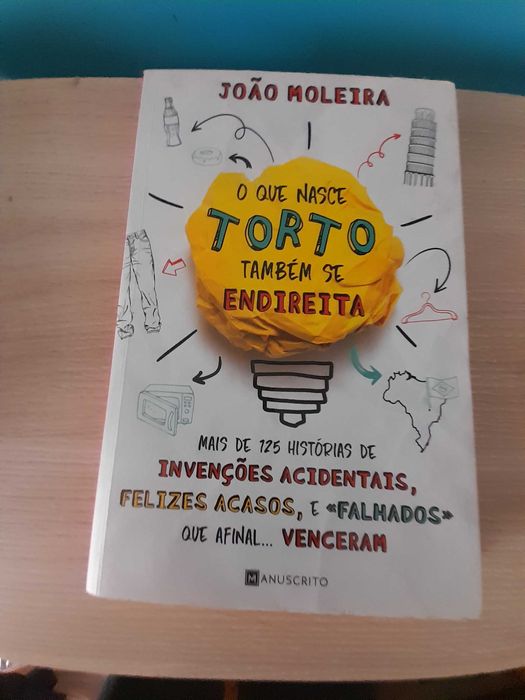 JOÃO MOLEIRA
O QUE NASCE
TORTO
TAMBÉM SE
ENDIREITA
MAIS DE 125 HISTÓRIAS DE
INVENÇÕES ACIDENTAIS,
FELIZES ACASOS, E «FALHADOS»
QUE AFINAL... VENCERAM
MANUSCRITO